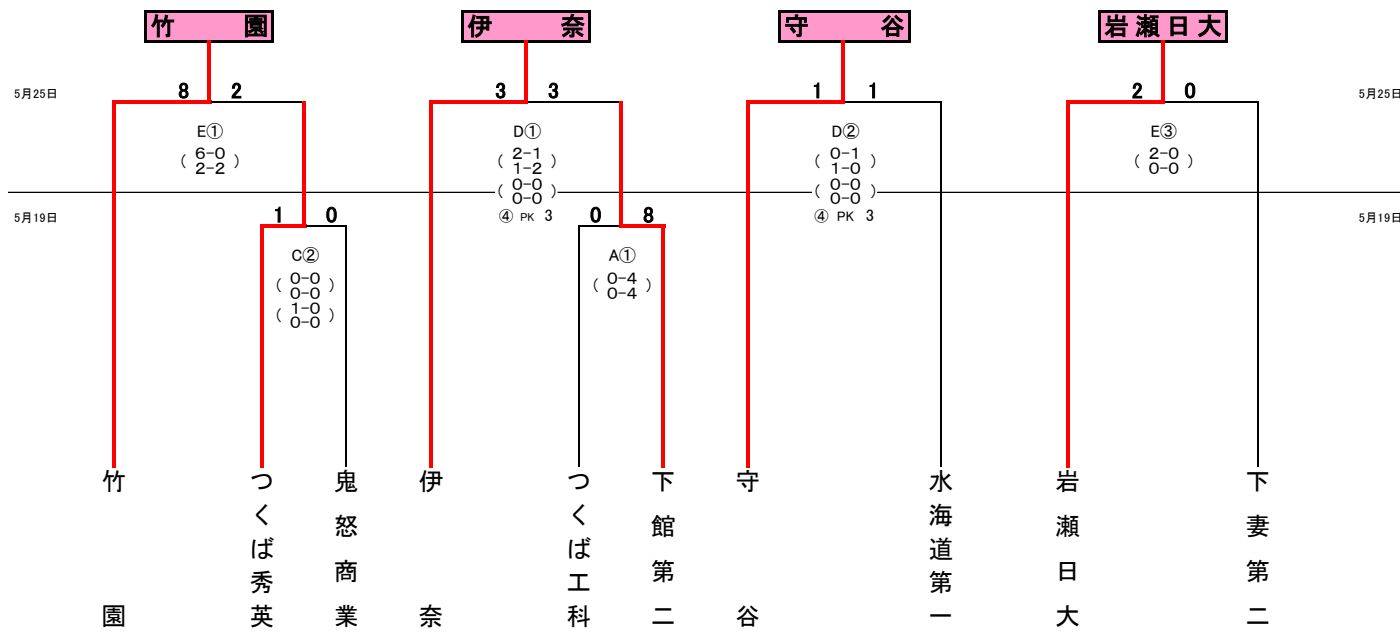 竹園
伊奈
守谷
岩瀬日大
5月25日
8 2
3 3
1 1
2 0
5月25日
E①
D①
D②
E③
( 6-0
2-2 )
( 2-1
1-2 )
( 0-1
1-0 )
( 2-0
0-0 )
( 0-0
0-0 )
( 0-0
0-0 )
5月19日
1 0
④ PK 3
0 8
④ PK 3
5月19日
C②
A①
( 0-0
0-0 )
( 0-4
0-4 )
( 1-0
0-0 )
竹園
つくば秀英
鬼怒商業
伊奈
つくば工科
下館第二
守谷
水海道第一
岩瀬日大
下妻第二